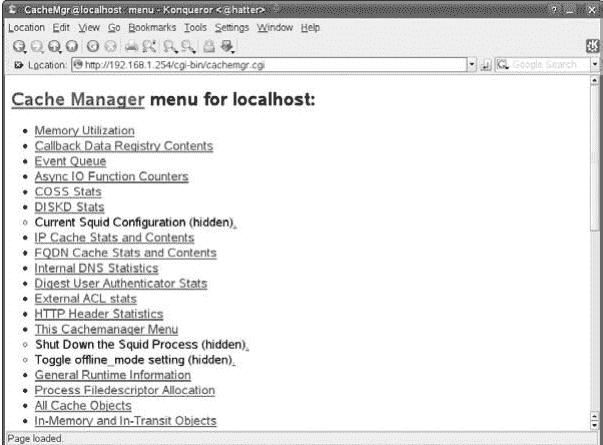 CacheMgr@localhost: menu - Konqueror <@hatter>
Location Edit View Go Bookmarks Tools Settings Window Help
Location: http://192.168.1.254/cgi-bin/cachemgr.cgi
Google Search
Cache Manager menu for localhost:
Memory Utilization
Callback Data Registry Contents
Event Queue
Async IO Function Counters
COSS Stats
DISKD Stats
Current Squid Configuration (hidden).
IP Cache Stats and Contents
FQDN Cache Stats and Contents
Internal DNS Statistics
Digest User Authenticator Stats
External ACL stats
HTTP Header Statistics
This Cachemanager Menu
Shut Down the Squid Process (hidden).
Toggle offline_mode setting (hidden).
General Runtime Information
Process Filedescriptor Allocation
All Cache Objects
In-Memory and In-Transit Objects
Page loaded.